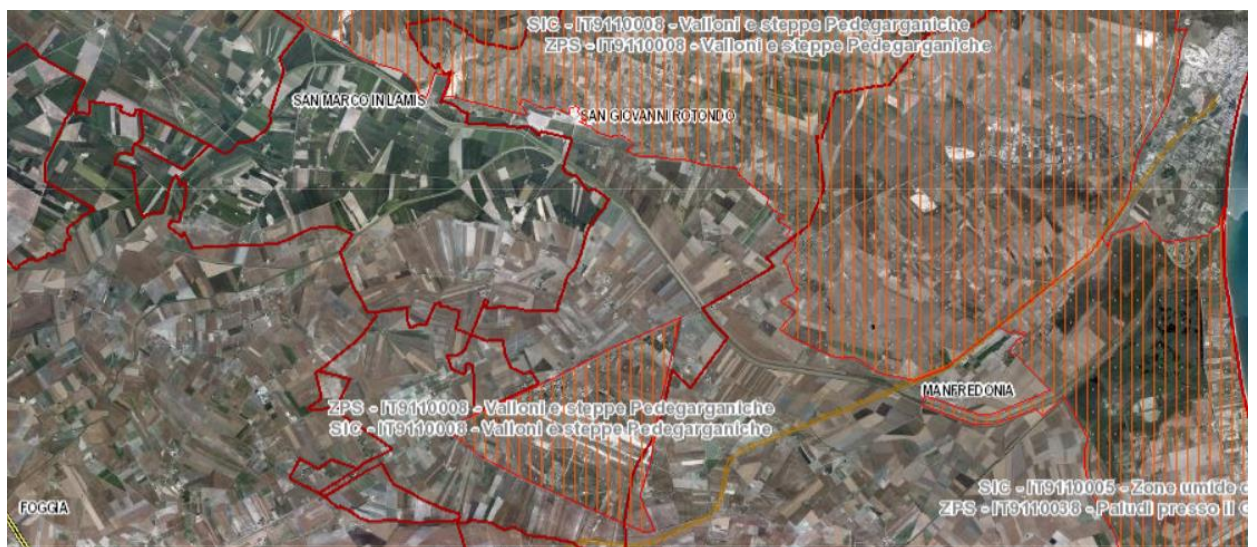 SIC - IT9110008 - Valloni e steppe Pedegarganiche
ZPS - IT9110008 - Valloni e steppe Pedegarganiche
SAN MARCO IN LAMIS
SAN GIOVANNI ROTONDO
MANFREDONIA
ZPS - IT9110008 - Valloni e steppe Pedegarganiche
SIC - IT9110008 - Valloni e steppe Pedegarganiche
SIC - IT9110005 - Zone umide
ZPS - IT9110038 - Paludi presso il
FOGGIA